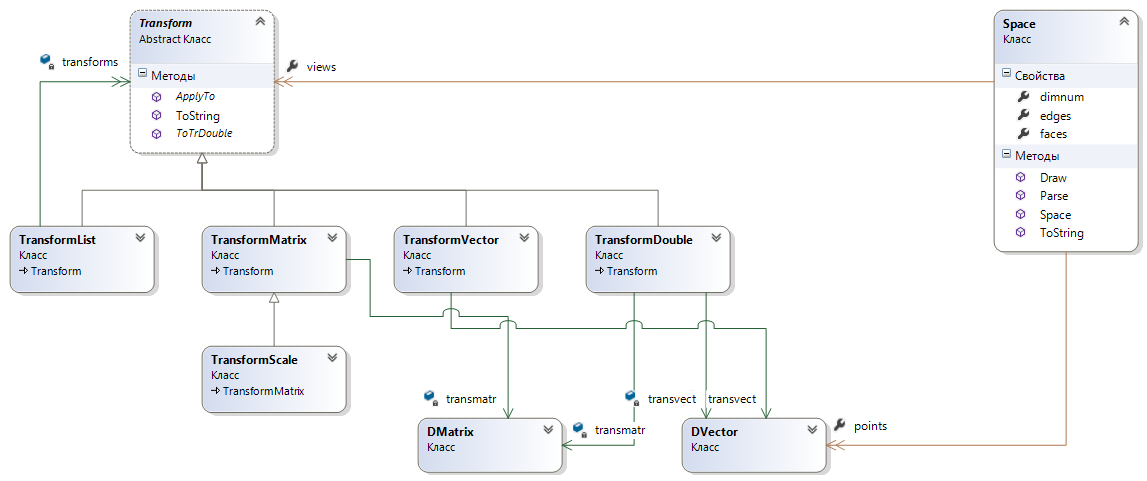 Transform
Abstract Класс
Методы
ApplyTo
ToString
ToTrDouble
transforms
views
Space
Класс
Свойства
dimnum
edges
faces
Методы
Draw
Parse
Space
ToString
TransformList
Класс
Transform
TransformMatrix
Класс
Transform
TransformVector
Класс
Transform
TransformDouble
Класс
Transform
TransformScale
Класс
TransformMatrix
transmatr
transvect
transvect
transmatr
points
DMatrix
Класс
DVector
Класс